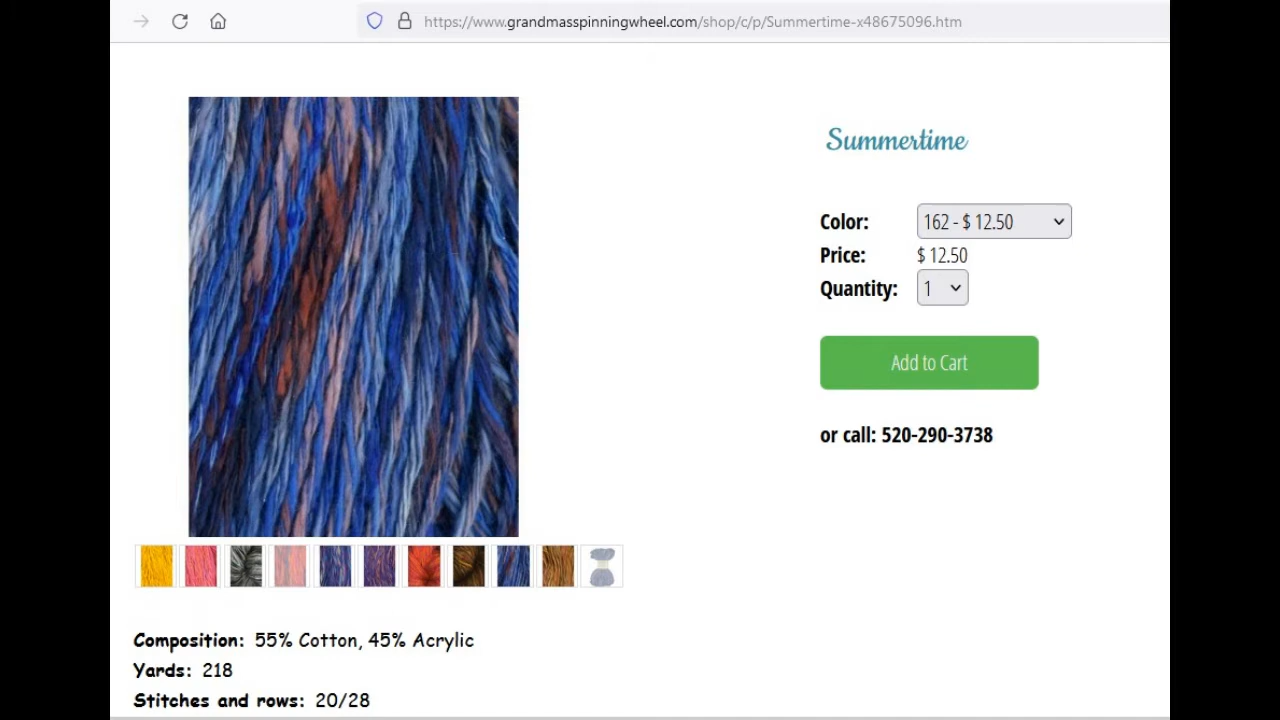 https://www.grandmasspinningwheel.com/shop/c/p/Summertime-x48675096.htm
Summertime
Color: 162 - $ 12.50
Price: $ 12.50
Quantity: 1
Add to Cart
or call: 520-290-3738
Composition: 55% Cotton, 45% Acrylic
Yards: 218
Stitches and rows: 20/28